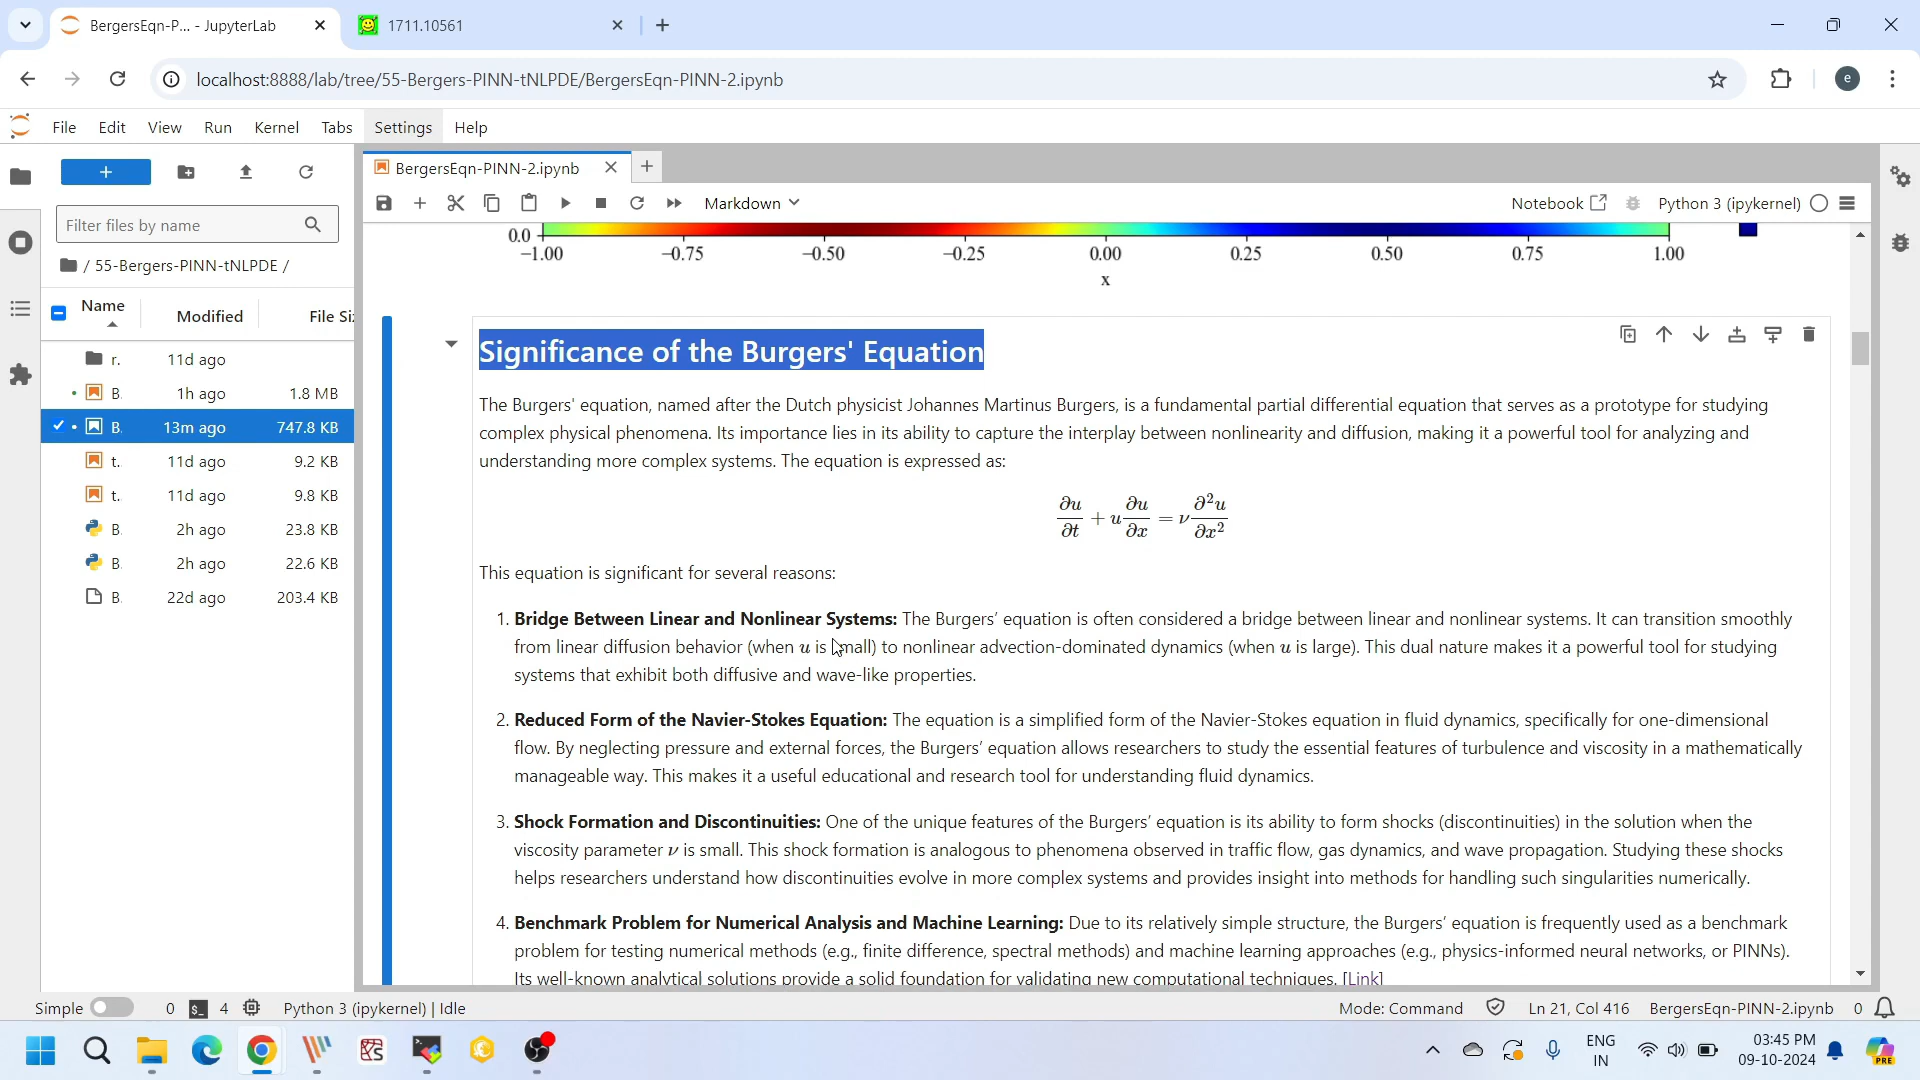 BergersEqn-P... - JupyterLab
1711.10561
localhost:8888/lab/tree/55-Bergers-PINN-tNLPDE/BergersEqn-PINN-2.ipynb
e
File Edit View Run Kernel Tabs Settings Help
BergersEqn-PINN-2.ipynb
Filter files by name
Markdown
Notebook
Python 3 (ipykernel)
/ 55-Bergers-PINN-tNLPDE /
Name Modified File Siz
r. 11d ago
B. 1h ago 1.8 MB
B. 13m ago 747.8 KB
t. 11d ago 9.2 KB
t. 11d ago 9.8 KB
B. 2h ago 23.8 KB
B. 2h ago 22.6 KB
B. 22d ago 203.4 KB
0.0
−1.00 −0.75 −0.50 −0.25 0.00 0.25 0.50 0.75 1.00
x
Significance of the Burgers' Equation
The Burgers' equation, named after the Dutch physicist Johannes Martinus Burgers, is a fundamental partial differential equation that serves as a prototype for studying
complex physical phenomena. Its importance lies in its ability to capture the interplay between nonlinearity and diffusion, making it a powerful tool for analyzing and
understanding more complex systems. The equation is expressed as:
∂u/∂t + u ∂u/∂x = ν ∂²u/∂x²
This equation is significant for several reasons:
1. Bridge Between Linear and Nonlinear Systems: The Burgers' equation is often considered a bridge between linear and nonlinear systems. It can transition smoothly
from linear diffusion behavior (when u is small) to nonlinear advection-dominated dynamics (when u is large). This dual nature makes it a powerful tool for studying
systems that exhibit both diffusive and wave-like properties.
2. Reduced Form of the Navier-Stokes Equation: The equation is a simplified form of the Navier-Stokes equation in fluid dynamics, specifically for one-dimensional
flow. By neglecting pressure and external forces, the Burgers' equation allows researchers to study the essential features of turbulence and viscosity in a mathematically
manageable way. This makes it a useful educational and research tool for understanding fluid dynamics.
3. Shock Formation and Discontinuities: One of the unique features of the Burgers' equation is its ability to form shocks (discontinuities) in the solution when the
viscosity parameter ν is small. This shock formation is analogous to phenomena observed in traffic flow, gas dynamics, and wave propagation. Studying these shocks
helps researchers understand how discontinuities evolve in more complex systems and provides insight into methods for handling such singularities numerically.
4. Benchmark Problem for Numerical Analysis and Machine Learning: Due to its relatively simple structure, the Burgers' equation is frequently used as a benchmark
problem for testing numerical methods (e.g., finite difference, spectral methods) and machine learning approaches (e.g., physics-informed neural networks, or PINNs).
Its well-known analytical solutions provide a solid foundation for validating new computational techniques. [Link]
Simple 0 4 Python 3 (ipykernel) | Idle Mode: Command Ln 21, Col 416 BergersEqn-PINN-2.ipynb 0
ENG
IN
03:45 PM
09-10-2024
PRE